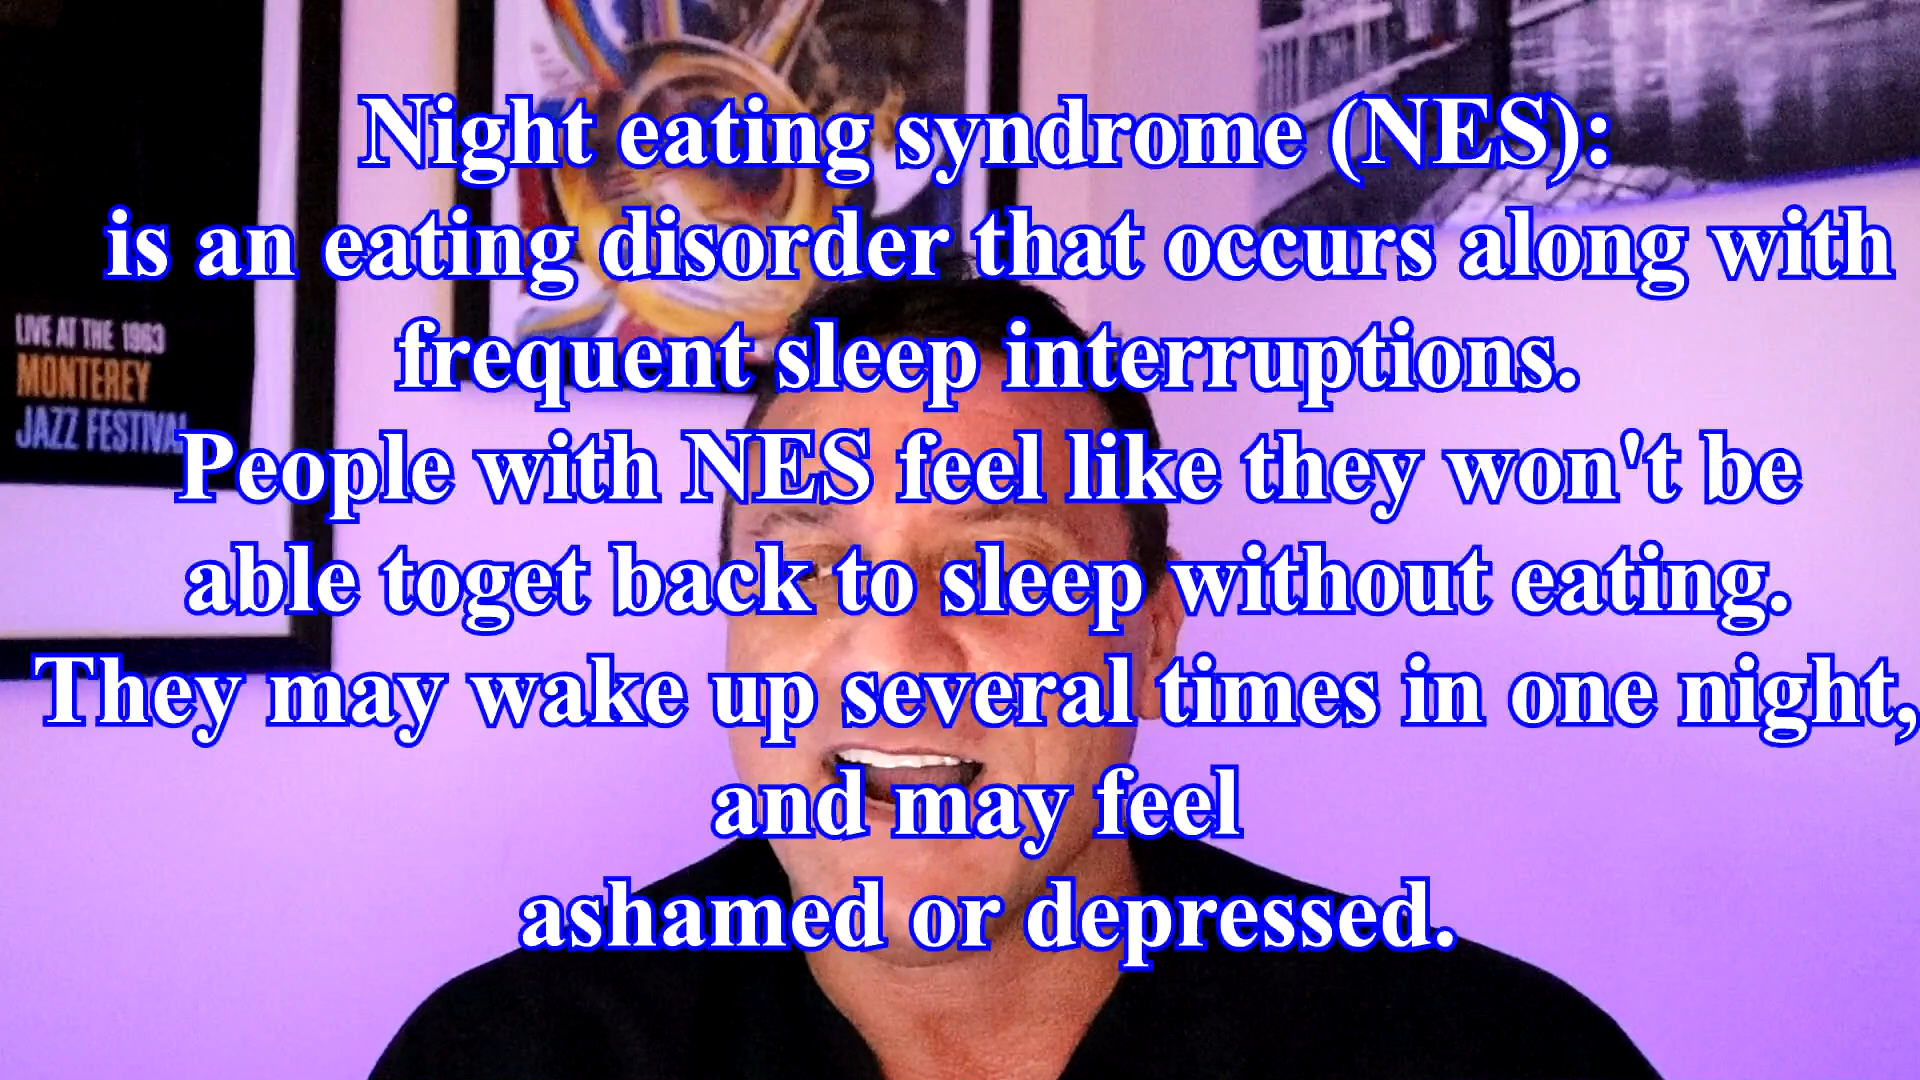 Night eating syndrome (NES):
is an eating disorder that occurs along with
frequent sleep interruptions.
People with NES feel like they won't be
able toget back to sleep without eating.
They may wake up several times in one night,
and may feel
ashamed or depressed.
LIVE AT THE 1963
MONTEREY
JAZZ FESTIVAL